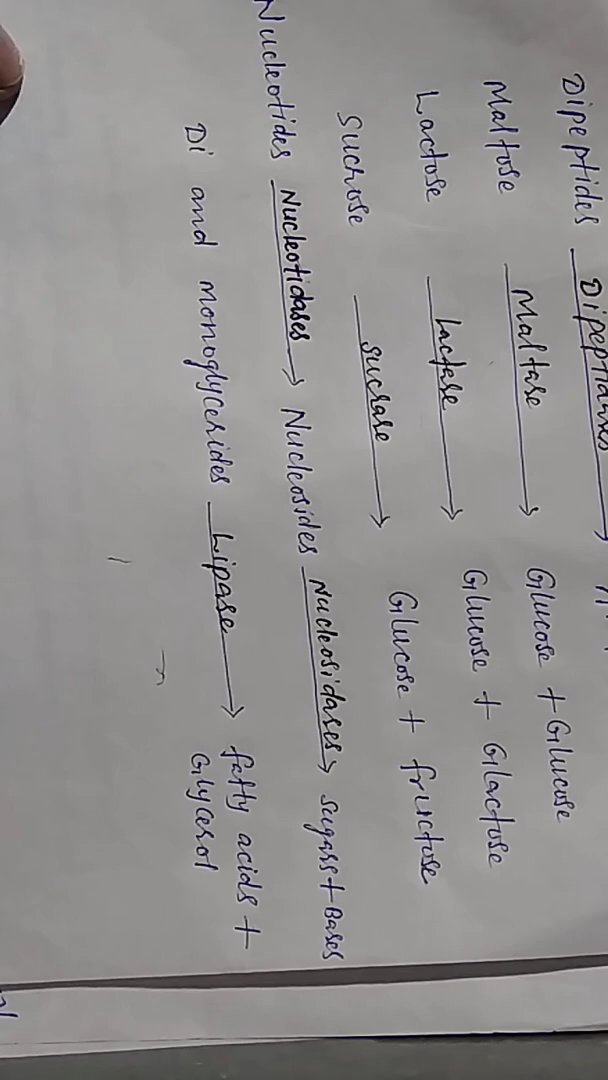 Dipeptides Dipeptidases →
Maltose Maltase → Glucose + Glucose
Lactose Lactase → Glucose + Glactose
Sucrose sucrase → Glucose + fructose
Nucleotides Nucleotidases → Nucleosides Nucleosidases → sugars + Bases
Di and monoglycerides Lipase → fatty acids +
Glycerol